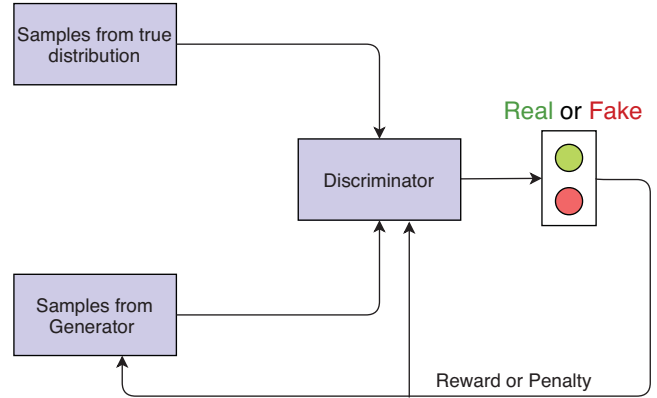 Samples from true
distribution
Real or Fake
Discriminator
Samples from
Generator
Reward or Penalty